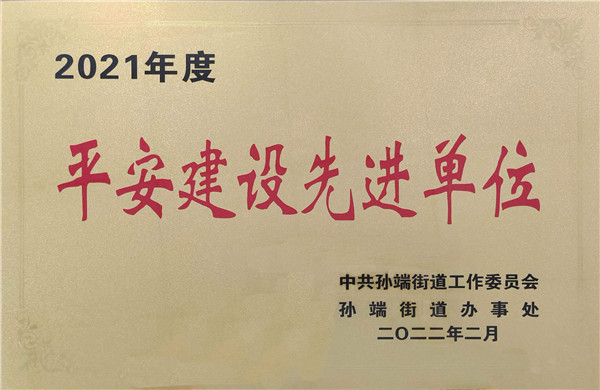 2021年度
平安建设先进单位
中共孙端街道工作委员会
孙端街道办事处
二〇二二年二月